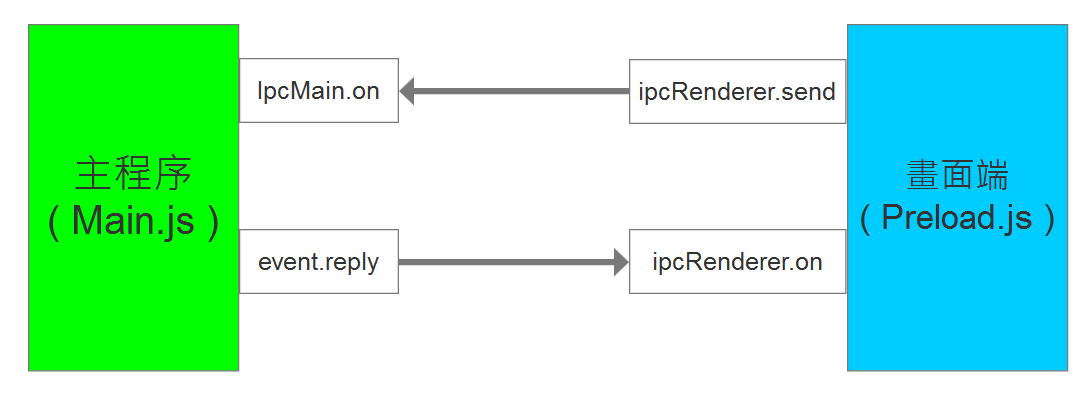 主程序
( Main.js )
IpcMain.on
event.reply
ipcRenderer.send
ipcRenderer.on
畫面端
( Preload.js )